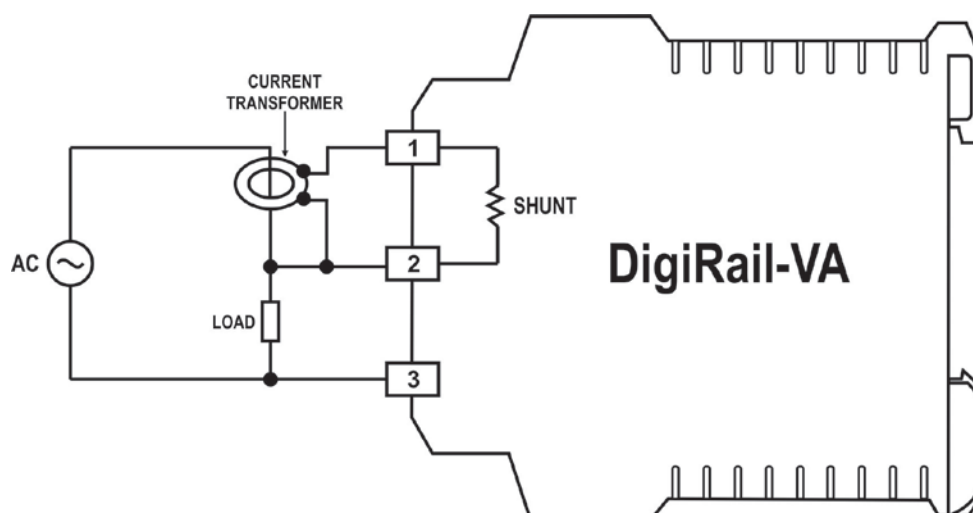 CURRENT
TRANSFORMER
1
SHUNT
AC
2
DigiRail-VA
LOAD
3